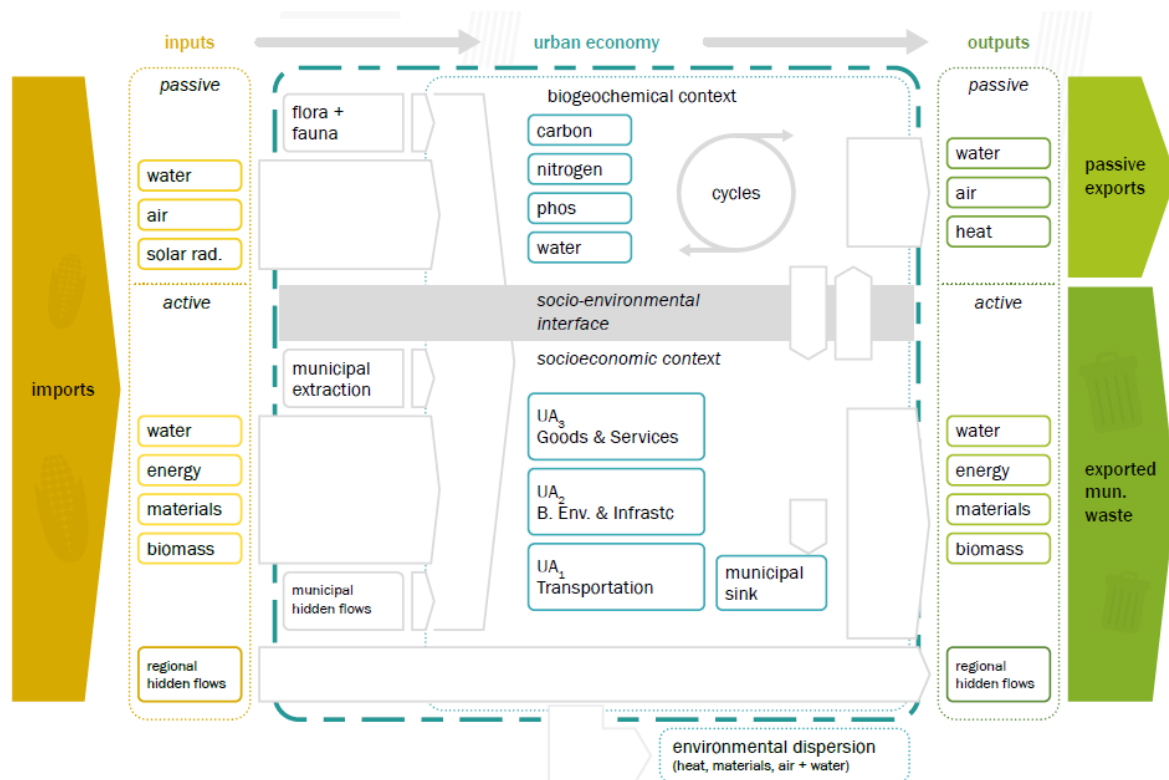 inputs
urban economy
outputs
imports
passive
water
air
solar rad.
active
water
energy
materials
biomass
regional
hidden flows
flora +
fauna
municipal
extraction
municipal
hidden flows
biogeochemical context
carbon
nitrogen
phos
water
cycles
socio-environmental
interface
socioeconomic context
UA3
Goods & Services
UA2
B. Env. & Infrastc
UA1
Transportation
municipal
sink
environmental dispersion
(heat, materials, air + water)
passive
water
air
heat
active
water
energy
materials
biomass
regional
hidden flows
passive
exports
exported
mun.
waste